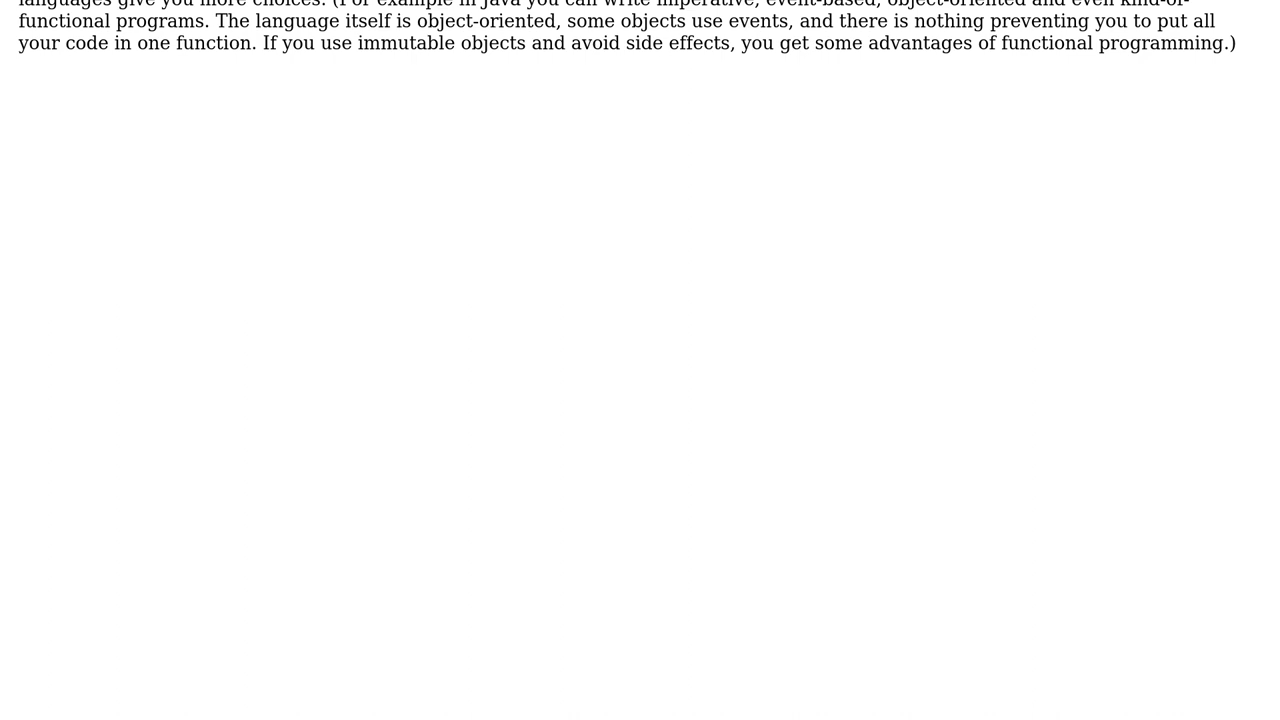 languages give you more choices. (For example in Java you can write imperative, event-based, object-oriented and even kind-of-
functional programs. The language itself is object-oriented, some objects use events, and there is nothing preventing you to put all
your code in one function. If you use immutable objects and avoid side effects, you get some advantages of functional programming.)